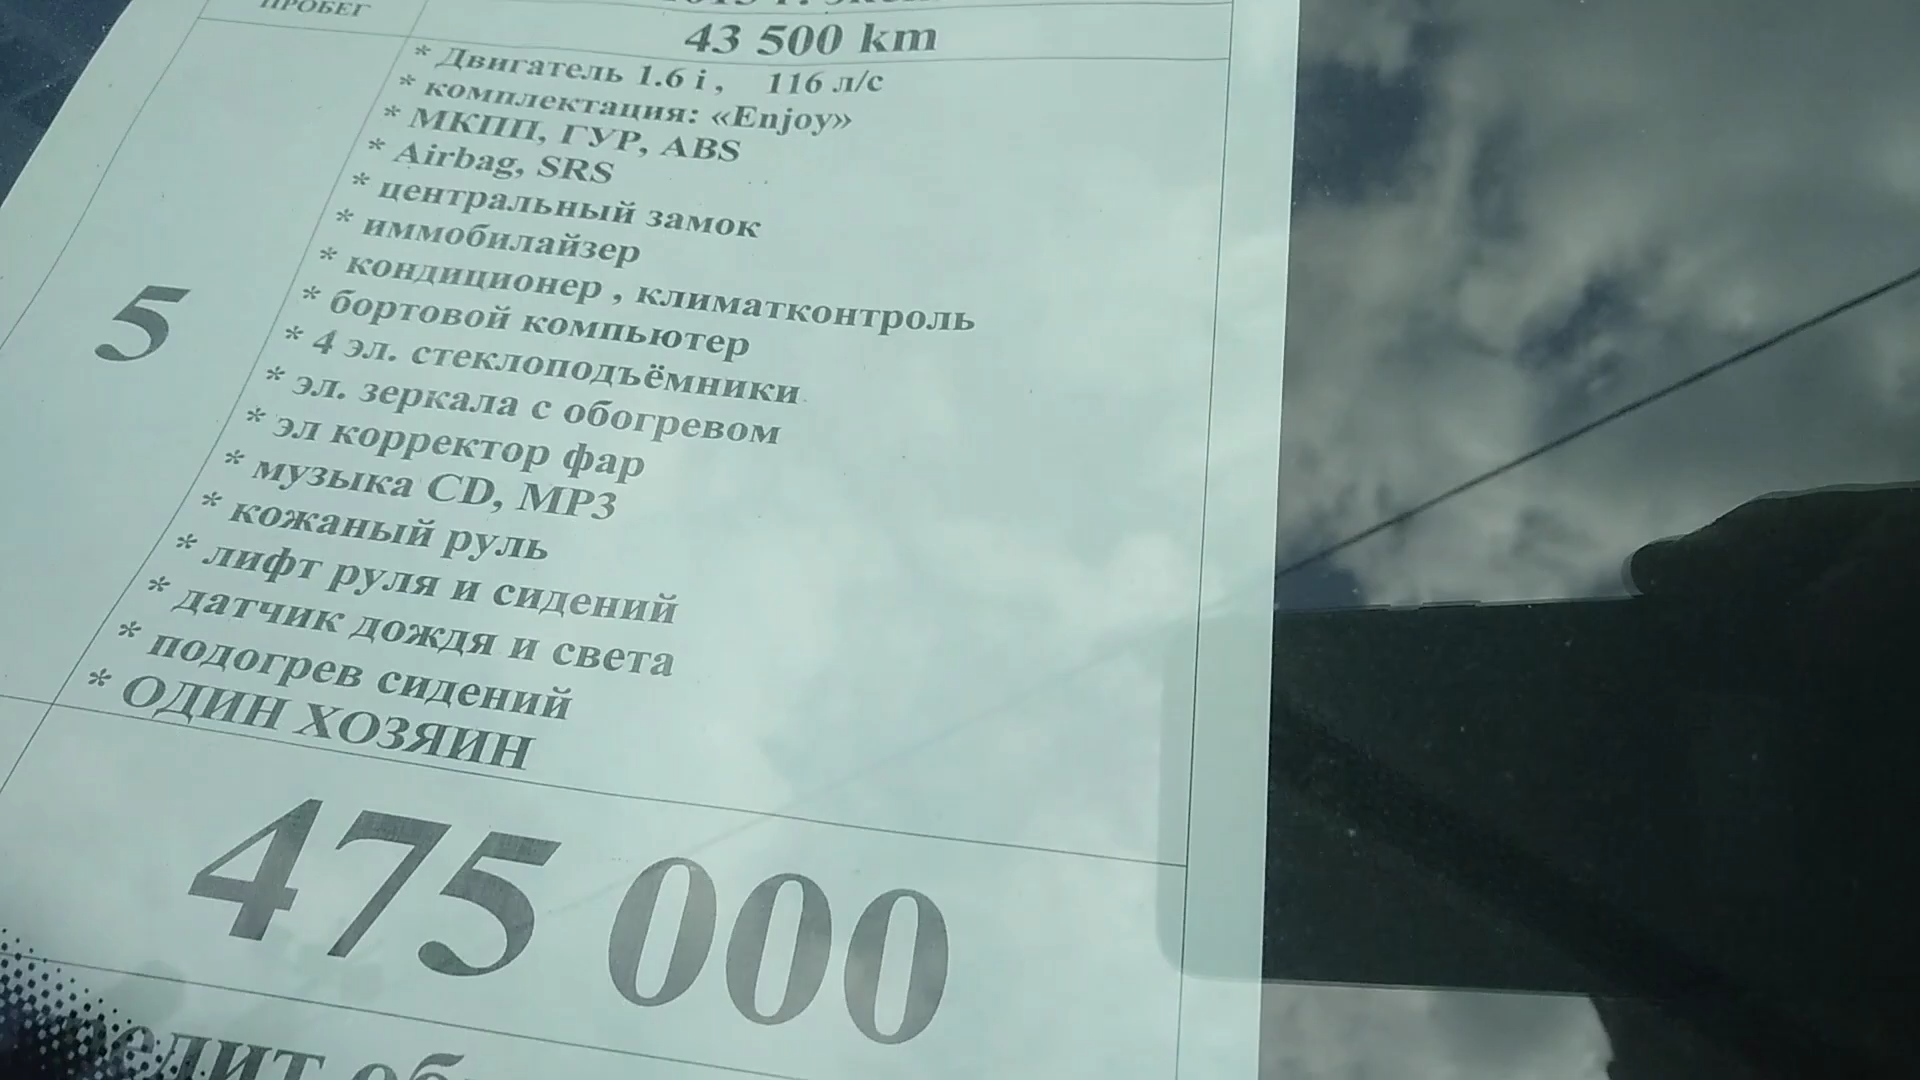 ПРОБЕГ
43 500 km
* Двигатель 1.6 i ,    116 л/с
* комплектация: «Enjoy»
* МКПП, ГУР, ABS
* Airbag, SRS
* центральный замок
* иммобилайзер
* кондиционер , климатконтроль
* бортовой компьютер
* 4 эл. стеклоподъёмники
* эл. зеркала с обогревом
* эл корректор фар
* музыка CD, MP3
* кожаный руль
* лифт руля и сидений
* датчик дождя и света
* подогрев сидений
* ОДИН ХОЗЯИН
5
475 000